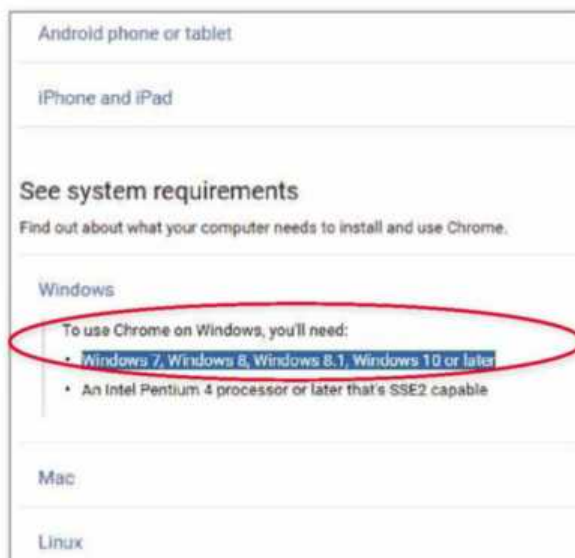 Android phone or tablet
iPhone and iPad
See system requirements
Find out about what your computer needs to install and use Chrome.
Windows
To use Chrome on Windows, you'll need:
• Windows 7, Windows 8, Windows 8.1, Windows 10 or later
• An Intel Pentium 4 processor or later that's SSE2 capable
Mac
Linux